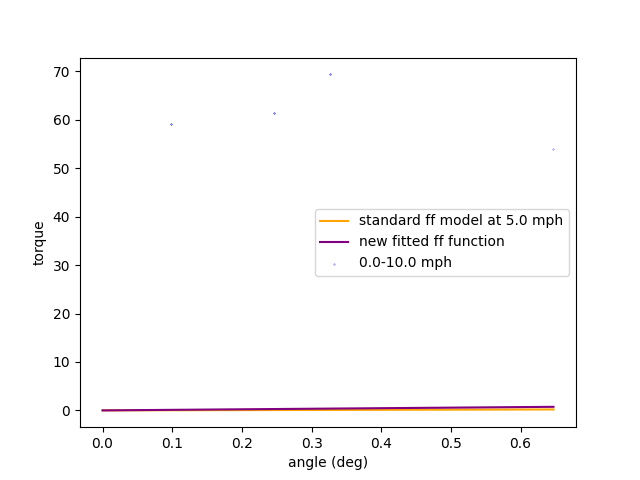 70
60
50
40
30
20
10
0
torque
standard ff model at 5.0 mph
new fitted ff function
0.0-10.0 mph
0.0 0.1 0.2 0.3 0.4 0.5 0.6
angle (deg)